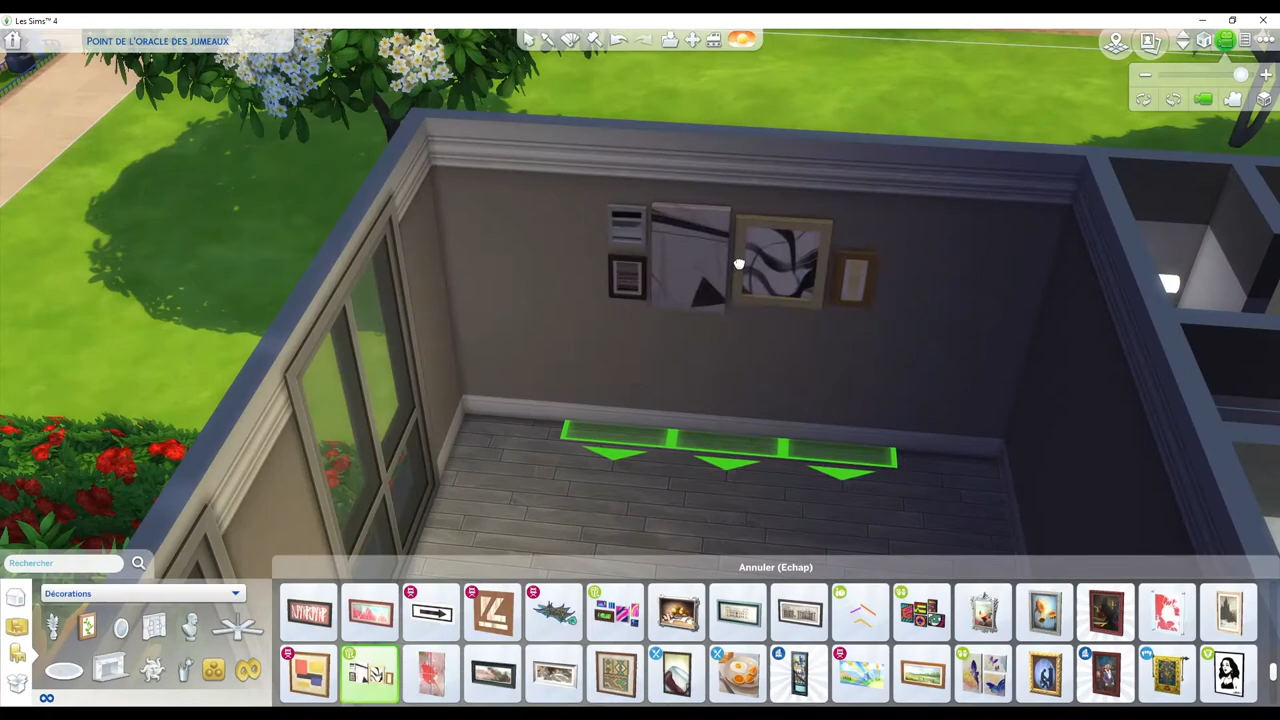 Les Sims™ 4
Point de l'oracle des jumeaux
Annuler (Echap)
Rechercher
Décorations